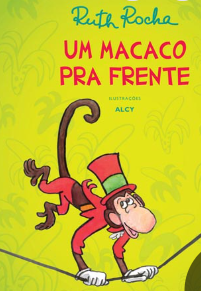 Ruth Rocha
UM MACACO
PRA FRENTE
ILUSTRAÇÕES
ALCY